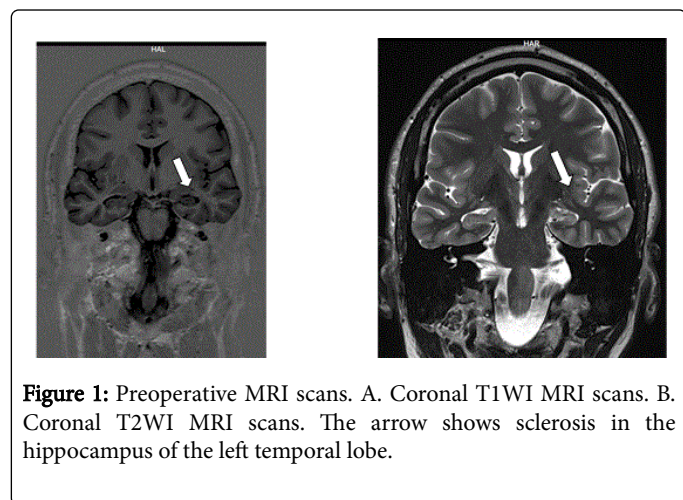 HAL
HAR
Figure 1: Preoperative MRI scans. A. Coronal T1WI MRI scans. B.
Coronal T2WI MRI scans. The arrow shows sclerosis in the
hippocampus of the left temporal lobe.